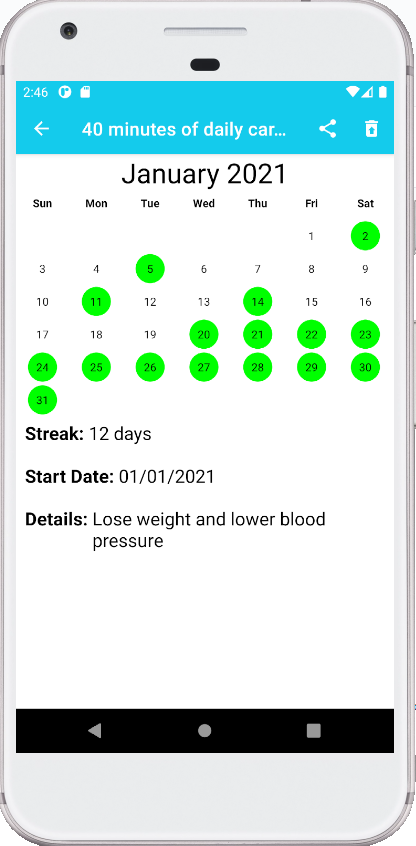 2:46
40 minutes of daily car...
January 2021
Sun Mon Tue Wed Thu Fri Sat
1 2
3 4 5 6 7 8 9
10 11 12 13 14 15 16
17 18 19 20 21 22 23
24 25 26 27 28 29 30
31
Streak: 12 days
Start Date: 01/01/2021
Details: Lose weight and lower blood
pressure